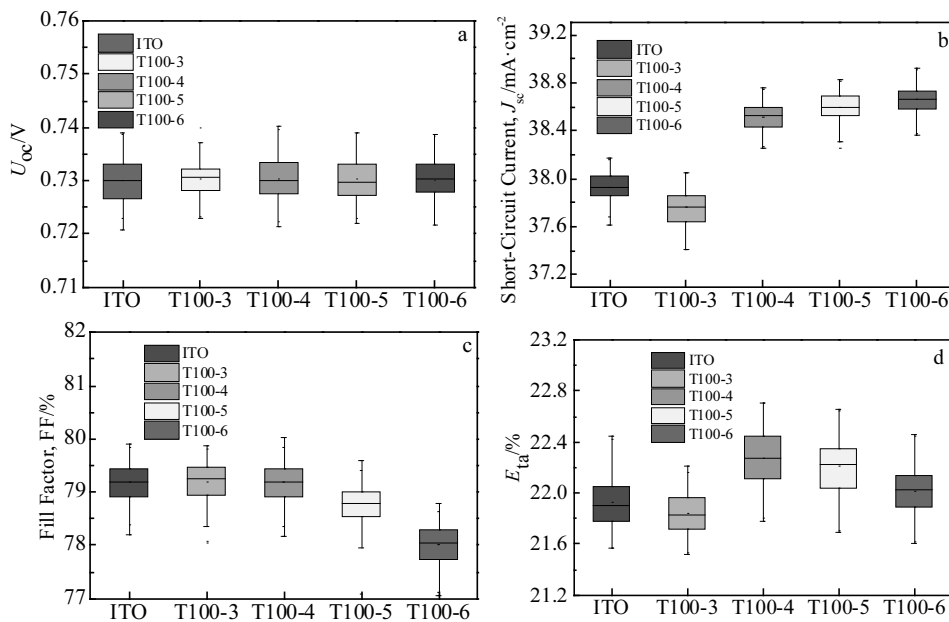 a
0.76
0.75
0.74
0.73
0.72
0.71
U_oc/V
ITO
T100-3
T100-4
T100-5
T100-6
ITO T100-3 T100-4 T100-5 T100-6
b
39.2
38.8
38.4
38.0
37.6
37.2
Short-Circuit Current, J_sc/mA·cm⁻²
ITO
T100-3
T100-4
T100-5
T100-6
ITO T100-3 T100-4 T100-5 T100-6
c
82
81
80
79
78
77
Fill Factor, FF/%
ITO
T100-3
T100-4
T100-5
T100-6
ITO T100-3 T100-4 T100-5 T100-6
d
23.2
22.8
22.4
22.0
21.6
21.2
E_ta/%
ITO
T100-3
T100-4
T100-5
T100-6
ITO T100-3 T100-4 T100-5 T100-6